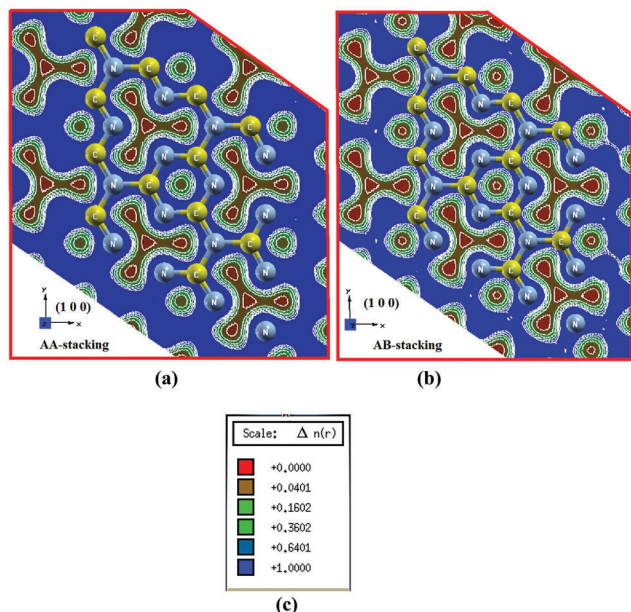 C
N
C
N
C
C
N
C
N
C
N
C
N
C
N
N
C
N
C
N
N
C
C
N
N
C
N
N
N
y
(1 0 0)
z
x
AA-stacking
(a)
C
N
C
N
C
C
N
C
N
C
N
C
N
C
N
N
C
N
C
N
N
C
C
N
N
C
N
N
N
y
(1 0 0)
z
x
AB-stacking
(b)
Scale: Δ n(r)
+0.0000
+0.0401
+0.1602
+0.3602
+0.6401
+1.0000
(c)